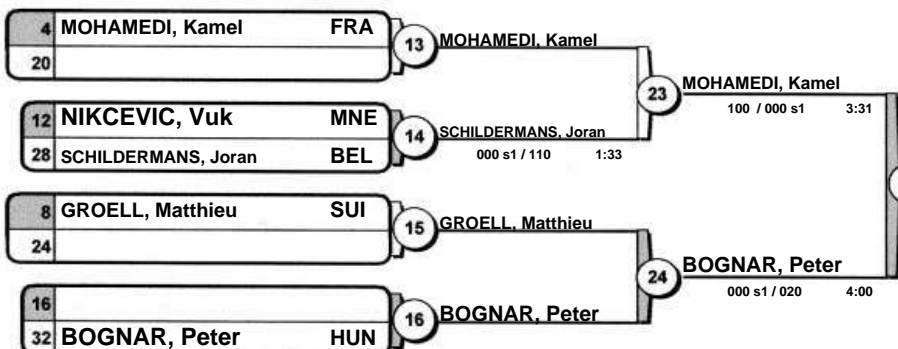 4 MOHAMEDI, Kamel FRA
20
13 MOHAMEDI, Kamel
12 NIKCEVIC, Vuk MNE
28 SCHILDERMANS, Joran BEL
14 SCHILDERMANS, Joran
000 s1 / 110 1:33
23 MOHAMEDI, Kamel
100 / 000 s1 3:31
8 GROELL, Matthieu SUI
24
15 GROELL, Matthieu
16
32 BOGNAR, Peter HUN
16 BOGNAR, Peter
24 BOGNAR, Peter
000 s1 / 020 4:00